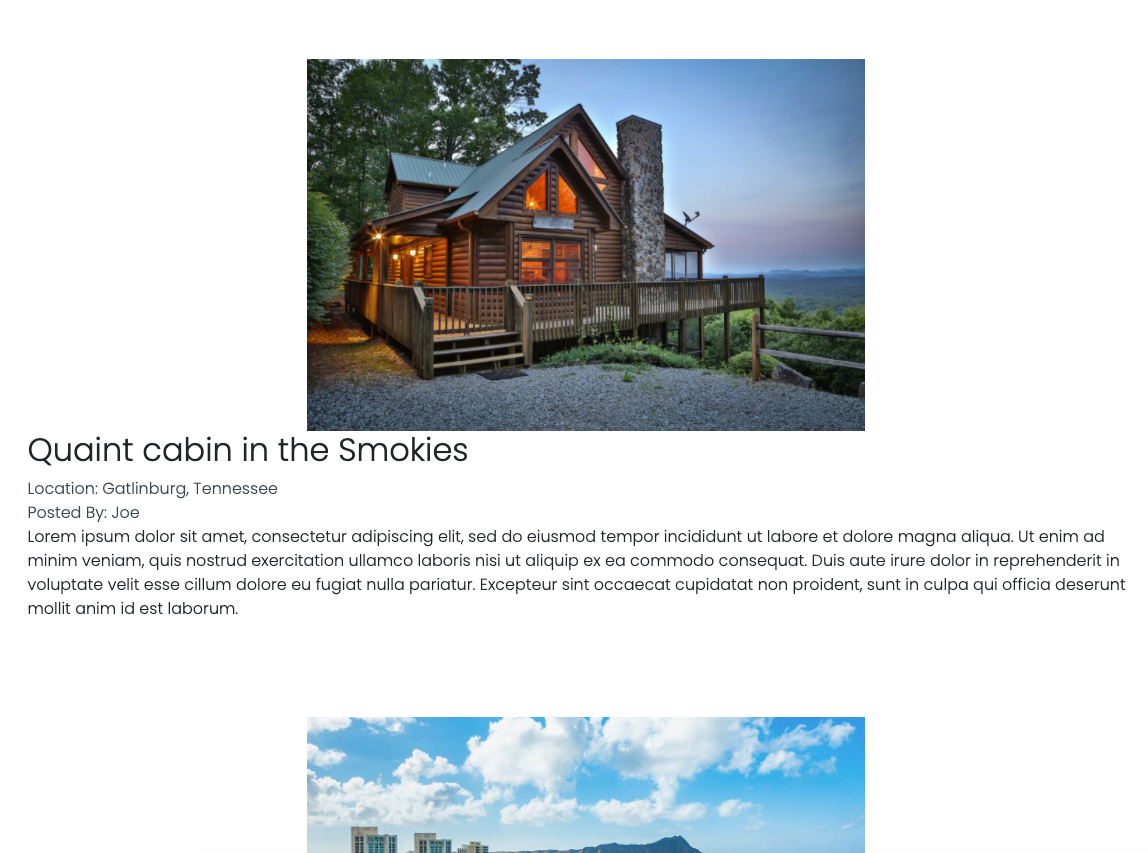 Quaint cabin in the Smokies
Location: Gatlinburg, Tennessee
Posted By: Joe
Lorem ipsum dolor sit amet, consectetur adipiscing elit, sed do eiusmod tempor incididunt ut labore et dolore magna aliqua. Ut enim ad
minim veniam, quis nostrud exercitation ullamco laboris nisi ut aliquip ex ea commodo consequat. Duis aute irure dolor in reprehenderit in
voluptate velit esse cillum dolore eu fugiat nulla pariatur. Excepteur sint occaecat cupidatat non proident, sunt in culpa qui officia deserunt
mollit anim id est laborum.